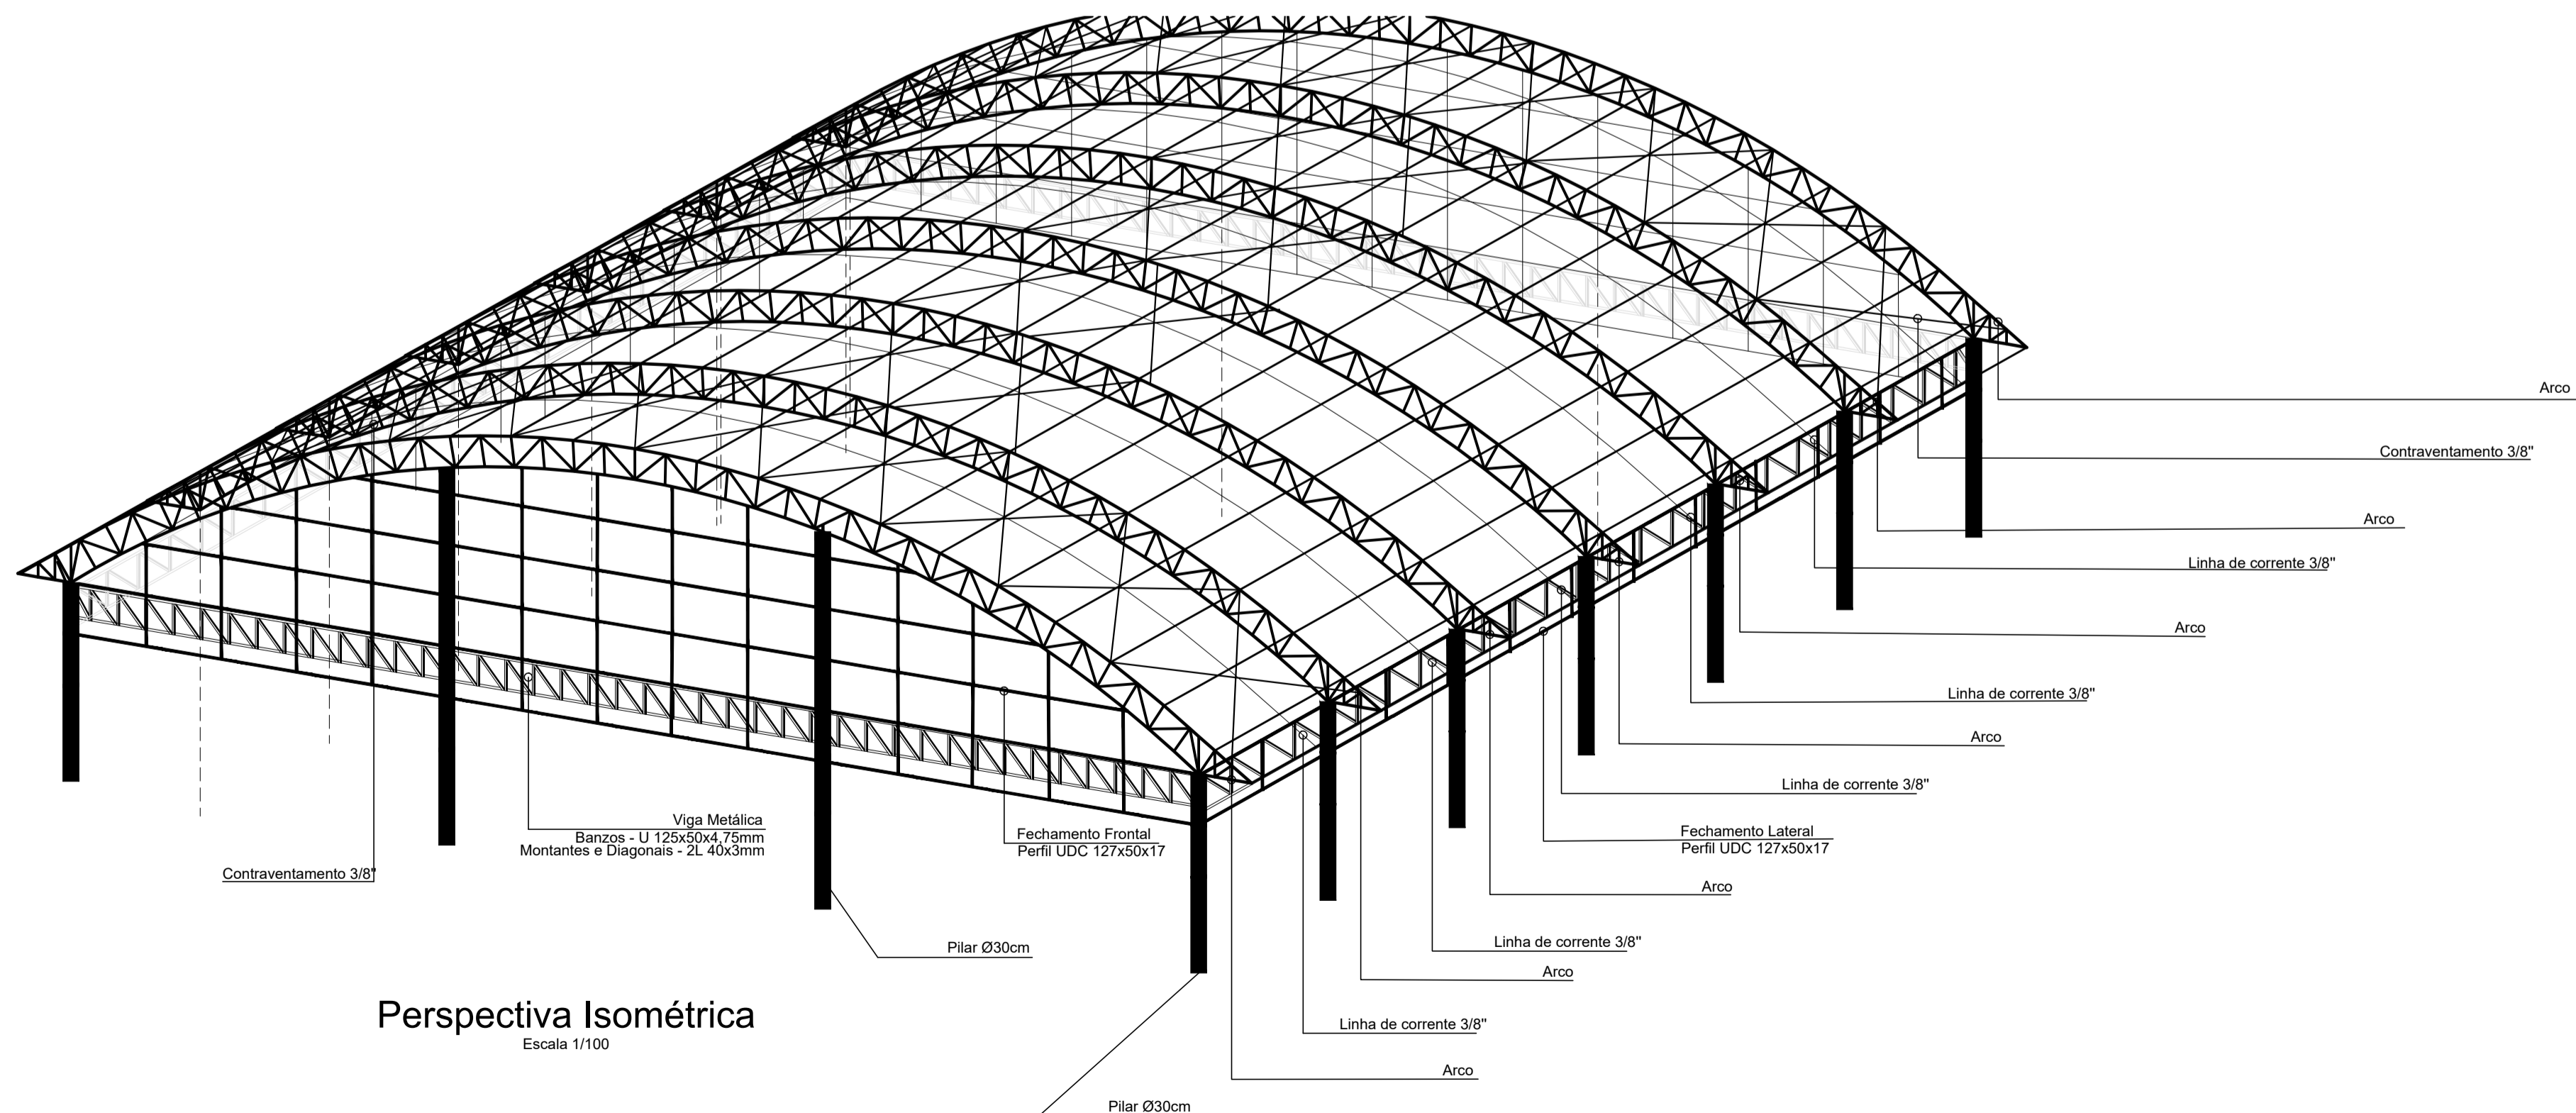 Arco
Contraventamento 3/8"
Arco
Linha de corrente 3/8"
Arco
Linha de corrente 3/8"
Arco
Linha de corrente 3/8"
Viga Metálica
Banzos - U 125x50x4,75mm
Montantes e Diagonais - 2L 40x3mm
Fechamento Frontal
Perfil UDC 127x50x17
Fechamento Lateral
Perfil UDC 127x50x17
Contraventamento 3/8"
Arco
Pilar Ø30cm
Linha de corrente 3/8"
Arco
Perspectiva Isométrica
Escala 1/100
Linha de corrente 3/8"
Arco
Pilar Ø30cm